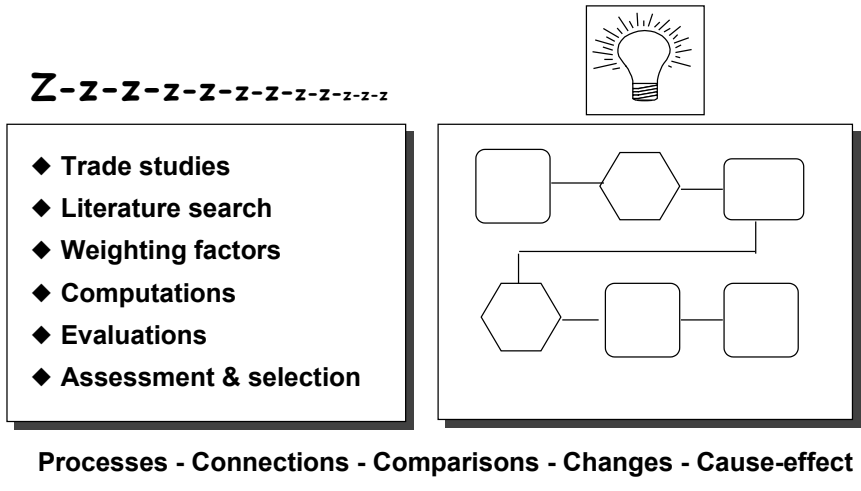 Z-z-z-z-z-z-z-z-z-z-z-z
◆ Trade studies
◆ Literature search
◆ Weighting factors
◆ Computations
◆ Evaluations
◆ Assessment & selection
Processes - Connections - Comparisons - Changes - Cause-effect